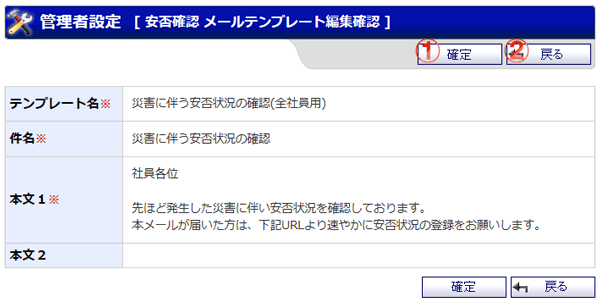 管理者設定 [ 安否確認 メールテンプレート編集確認 ]
① 確定 ② 戻る
テンプレート名※ 災害に伴う安否状況の確認(全社員用)
件名※ 災害に伴う安否状況の確認
本文１※ 社員各位
先ほど発生した災害に伴い安否状況を確認しております。
本メールが届いた方は、下記URLより速やかに安否状況の登録をお願いします。
本文２
確定 戻る